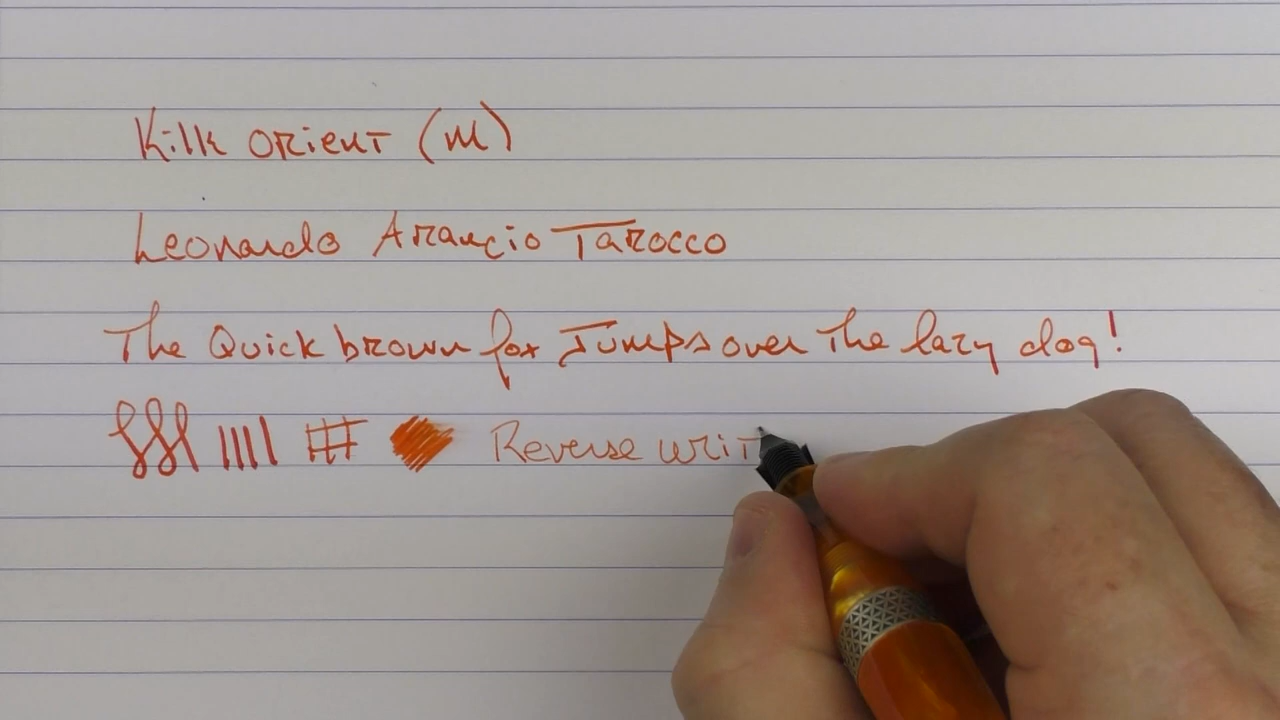 Kilk Orient (M)
Leonardo Arancio Tarocco
The Quick brown fox Jumps over The lazy dog!
Reverse writ